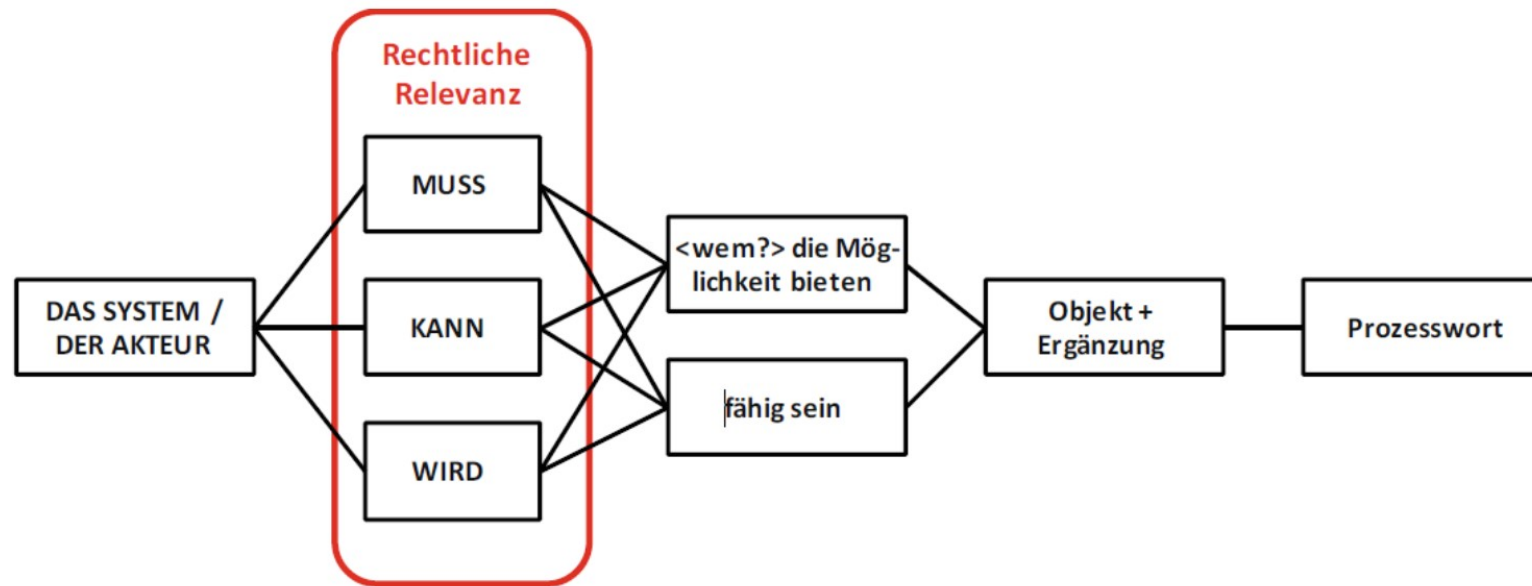 Rechtliche
Relevanz
DAS SYSTEM /
DER AKTEUR
MUSS
KANN
WIRD
<wem?> die Mög-
lichkeit bieten
fähig sein
Objekt +
Ergänzung
Prozesswort